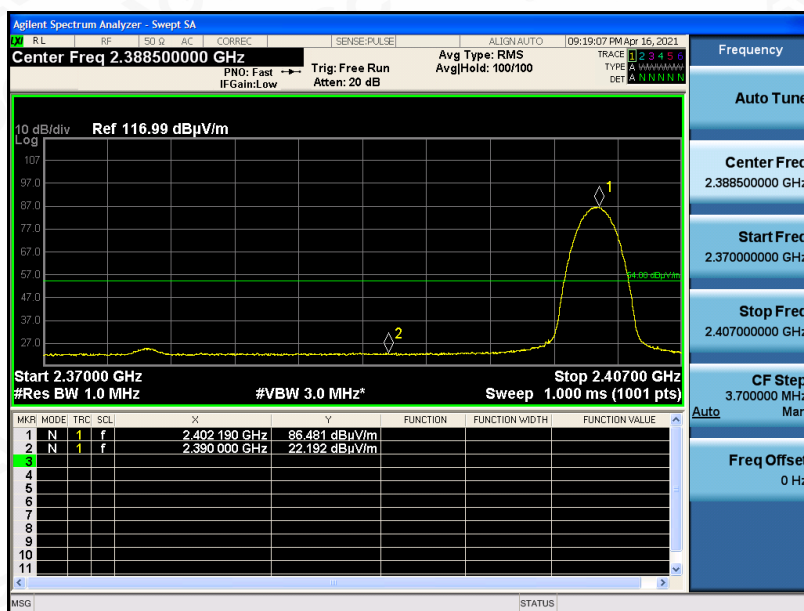 Agilent Spectrum Analyzer - Swept SA
LXI RL RF 50 Ω AC CORREC SENSE:PULSE ALIGN AUTO 09:19:07 PM Apr 16, 2021
Center Freq 2.388500000 GHz
PNO: Fast
IFGain:Low
Trig: Free Run
Atten: 20 dB
Avg Type: RMS
Avg|Hold: 100/100
TRACE 1 2 3 4 5 6
TYPE A WWWWW
DET A N N N N N
10 dB/div Ref 116.99 dBµV/m
Log
107
97.0
87.0
77.0
67.0
57.0
47.0
37.0
27.0
1
54.00 dBµV/m
2
Start 2.37000 GHz
Stop 2.40700 GHz
#Res BW 1.0 MHz #VBW 3.0 MHz* Sweep 1.000 ms (1001 pts)
MKR MODE TRC SCL X Y FUNCTION FUNCTION WIDTH FUNCTION VALUE
1 N 1 f 2.402 190 GHz 86.481 dBµV/m
2 N 1 f 2.390 000 GHz 22.192 dBµV/m
3
4
5
6
7
8
9
10
11
MSG STATUS
Frequency
Auto Tune
Center Freq
2.388500000 GHz
Start Freq
2.370000000 GHz
Stop Freq
2.407000000 GHz
CF Step
3.700000 MHz
Auto Man
Freq Offset
0 Hz